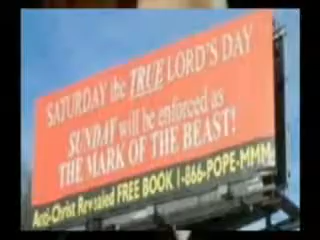 SATURDAY the TRUE LORD'S DAY
SUNDAY will be enforced as
THE MARK OF THE BEAST!
Anti-Christ Revealed FREE BOOK 1-866-POPE-MMM